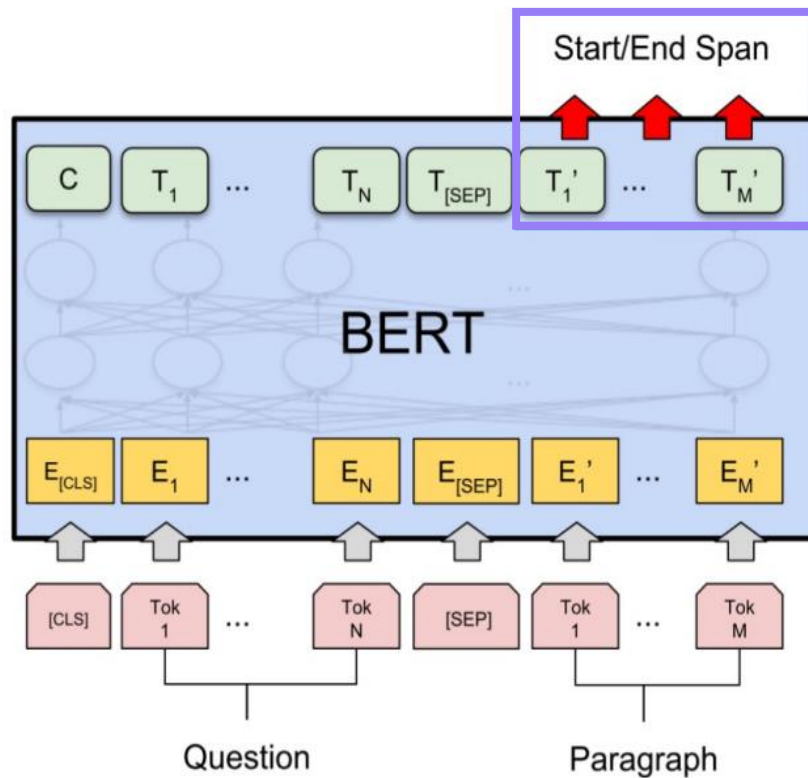 Start/End Span
C T1 ... TN T[SEP] T1' ... TM'
...
BERT
...
E[CLS] E1 ... EN E[SEP] E1' ... EM'
[CLS] Tok 1 ... Tok N [SEP] Tok 1 ... Tok M
Question Paragraph